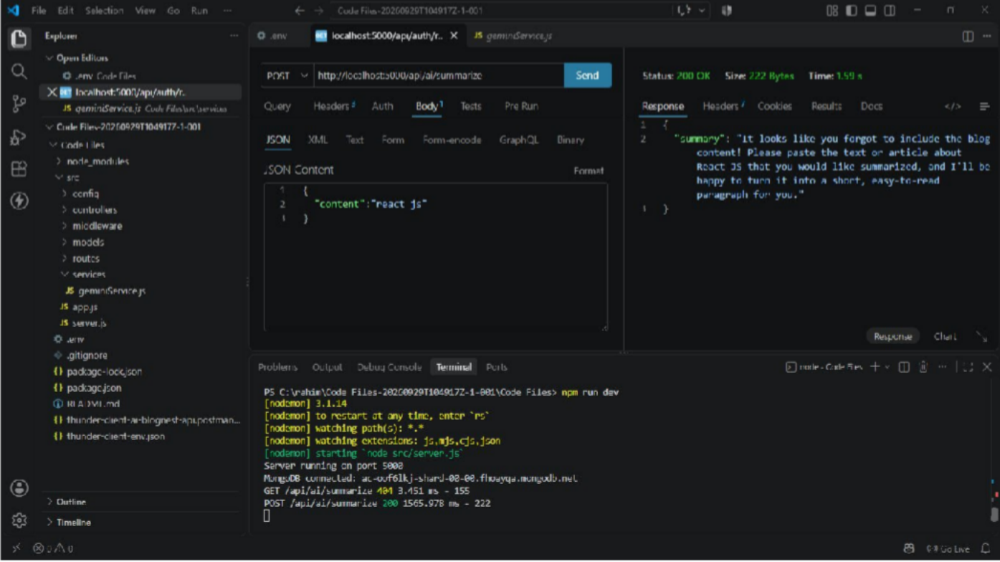 File Edit Selection View Go Run ···
Code Files-20260929T104917Z-1-001
Explorer ···
Open Editors
.env Code Files
localhost:5000/api/auth/r..
JS geminiService.js Code Files\src\services
Code Files-20260929T104917Z-1-001
Code Files
node_modules
src
config
controllers
middleware
models
routes
services
JS geminiService.js
JS app.js
JS server.js
.env
.gitignore
{} package-lock.json
{} package.json
README.md
{} thunder-client-ai-blognest-api.postman...
{} thunder-client-env.json
Outline
Timeline
.env
localhost:5000/api/auth/r..
JS geminiService.js
POST http://localhost:5000/api/ai/summarize Send
Query Headers Auth Body 1 Tests Pre Run
JSON XML Text Form Form-encode GraphQL Binary
JSON Content Format
1 {
2 "content":"react js"
}
Status: 200 OK Size: 222 Bytes Time: 1.59 s
Response Headers Cookies Results Docs
1 {
2 "summary": "It looks like you forgot to include the blog
content! Please paste the text or article about
React JS that you would like summarized, and I'll be
happy to turn it into a short, easy-to-read
paragraph for you."
}
Response Chart
Problems Output Debug Console Terminal Ports
node - Code Files
PS C:\rahim\Code Files-20260929T104917Z-1-001\Code Files> npm run dev
[nodemon] 3.1.14
[nodemon] to restart at any time, enter `rs`
[nodemon] watching path(s): *.*
[nodemon] watching extensions: js,mjs,cjs,json
[nodemon] starting `node src/server.js`
Server running on port 5000
MongoDB connected: ac-oof6lkj-shard-00-00.fhoayqa.mongodb.net
GET /api/ai/summarize 404 3.451 ms - 155
POST /api/ai/summarize 200 1565.978 ms - 222
0 0
Go Live